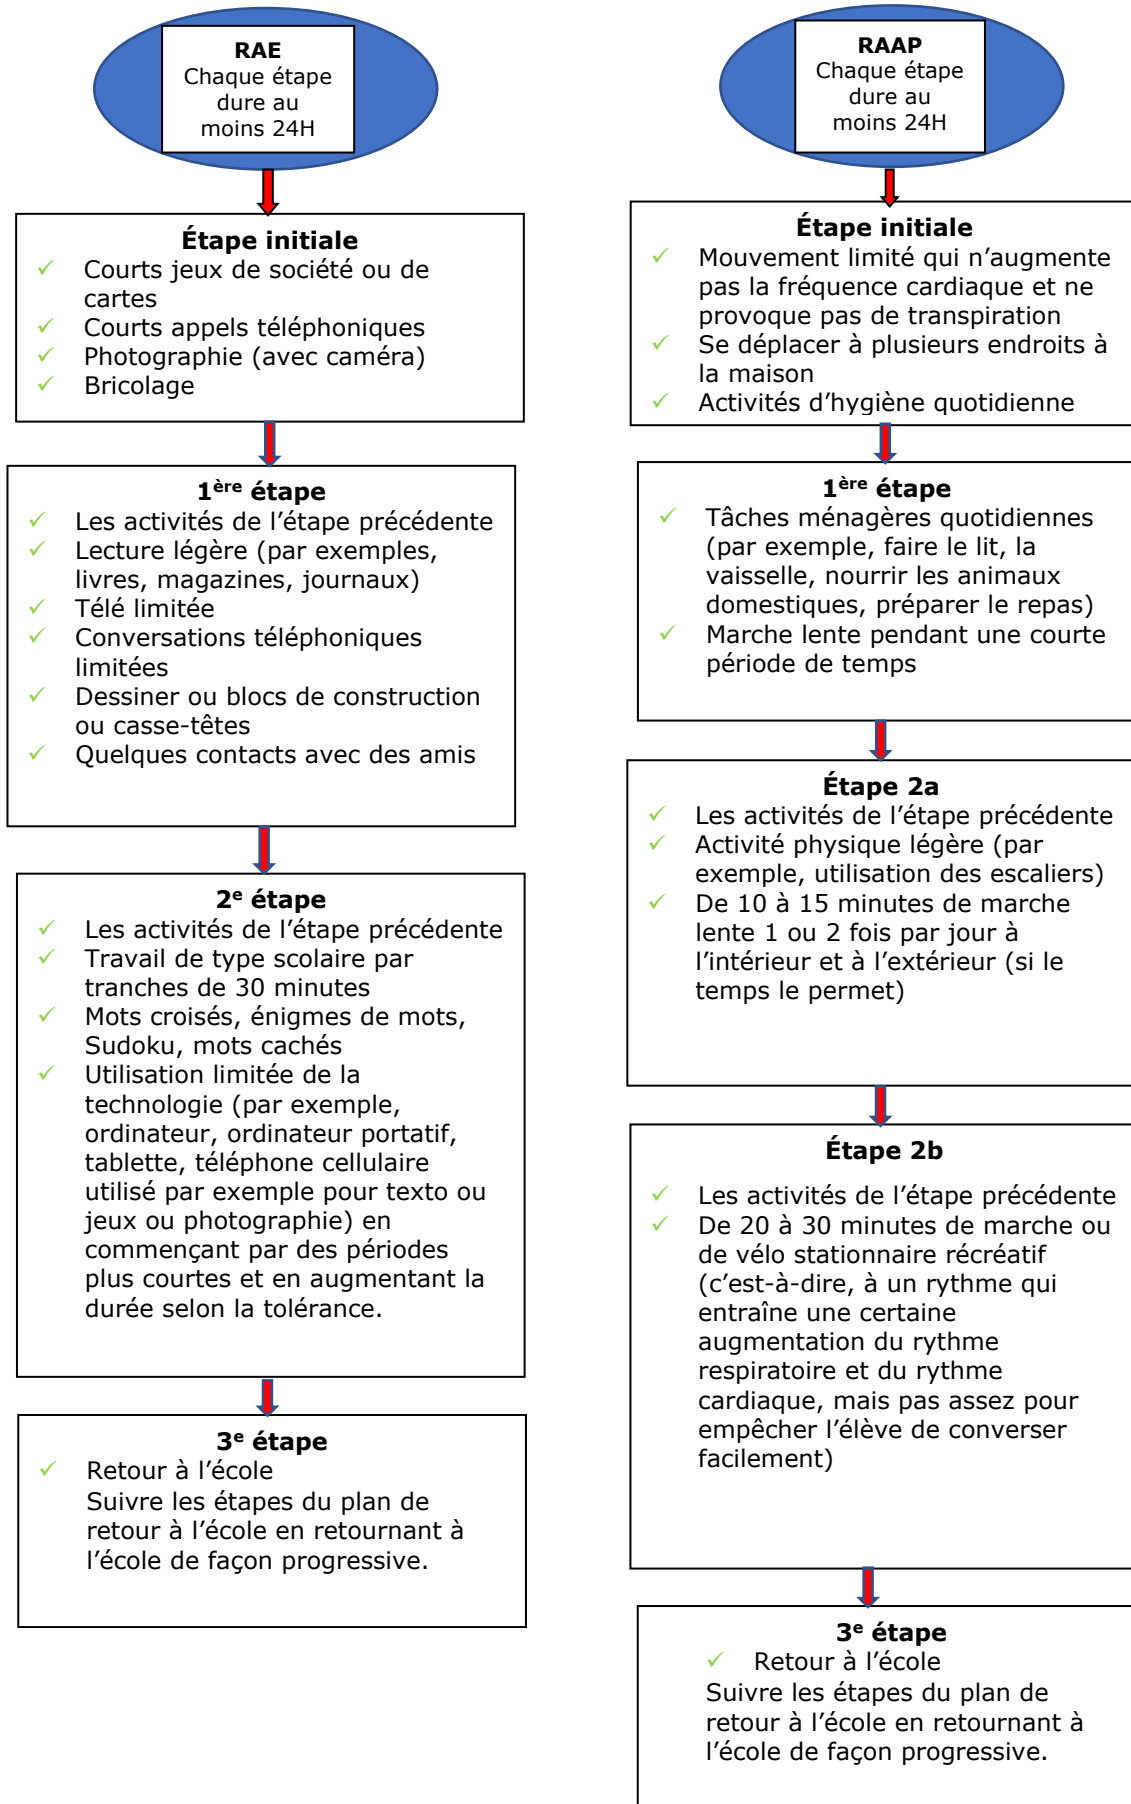 RAE
Chaque étape
dure au
moins 24H
Étape initiale
Courts jeux de société ou de
cartes
Courts appels téléphoniques
Photographie (avec caméra)
Bricolage
1ère étape
Les activités de l’étape précédente
Lecture légère (par exemples,
livres, magazines, journaux)
Télé limitée
Conversations téléphoniques
limitées
Dessiner ou blocs de construction
ou casse-têtes
Quelques contacts avec des amis
2e étape
Les activités de l’étape précédente
Travail de type scolaire par
tranches de 30 minutes
Mots croisés, énigmes de mots,
Sudoku, mots cachés
Utilisation limitée de la
technologie (par exemple,
ordinateur, ordinateur portatif,
tablette, téléphone cellulaire
utilisé par exemple pour texto ou
jeux ou photographie) en
commençant par des périodes
plus courtes et en augmentant la
durée selon la tolérance.
3e étape
Retour à l’école
Suivre les étapes du plan de
retour à l’école en retournant à
l’école de façon progressive.
RAAP
Chaque étape
dure au
moins 24H
Étape initiale
Mouvement limité qui n’augmente
pas la fréquence cardiaque et ne
provoque pas de transpiration
Se déplacer à plusieurs endroits à
la maison
Activités d’hygiène quotidienne
1ère étape
Tâches ménagères quotidiennes
(par exemple, faire le lit, la
vaisselle, nourrir les animaux
domestiques, préparer le repas)
Marche lente pendant une courte
période de temps
Étape 2a
Les activités de l’étape précédente
Activité physique légère (par
exemple, utilisation des escaliers)
De 10 à 15 minutes de marche
lente 1 ou 2 fois par jour à
l’intérieur et à l’extérieur (si le
temps le permet)
Étape 2b
Les activités de l’étape précédente
De 20 à 30 minutes de marche ou
de vélo stationnaire récréatif
(c’est-à-dire, à un rythme qui
entraîne une certaine
augmentation du rythme
respiratoire et du rythme
cardiaque, mais pas assez pour
empêcher l’élève de converser
facilement)
3e étape
Retour à l’école
Suivre les étapes du plan de
retour à l’école en retournant à
l’école de façon progressive.